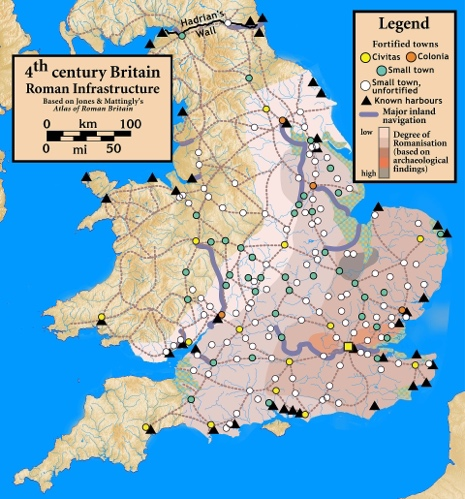 Hadrian's
Wall
4th century Britain
Roman Infrastructure
Based on Jones & Mattingly's
Atlas of Roman Britain
0 km 100
0 mi 50
Legend
Fortified towns
Civitas Colonia
Small town
Small town,
unfortified
Known harbours
Major inland
navigation
low
high
Degree of
Romanisation
(based on
archaeological
findings)